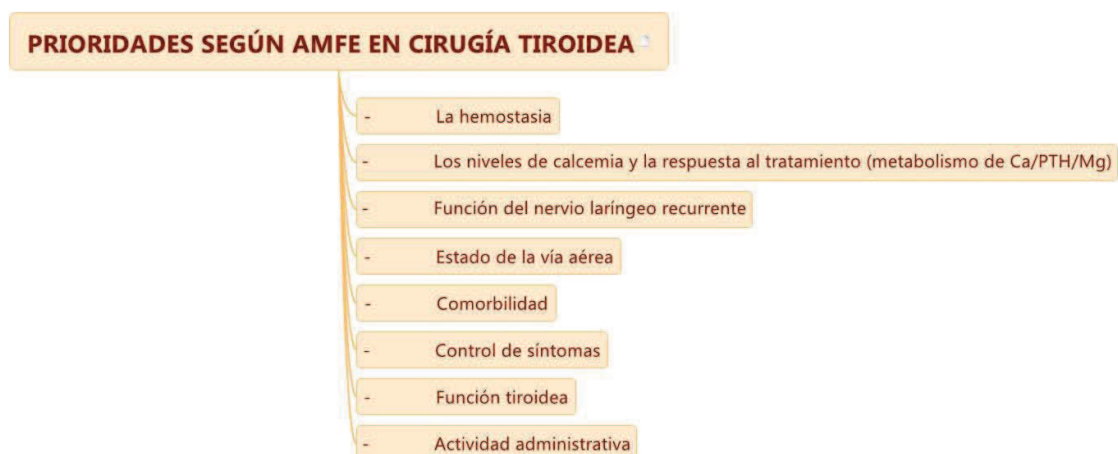 PRIORIDADES SEGÚN AMFE EN CIRUGÍA TIROIDEA
- La hemostasia
- Los niveles de calcemia y la respuesta al tratamiento (metabolismo de Ca/PTH/Mg)
- Función del nervio laríngeo recurrente
- Estado de la vía aérea
- Comorbilidad
- Control de síntomas
- Función tiroidea
- Actividad administrativa